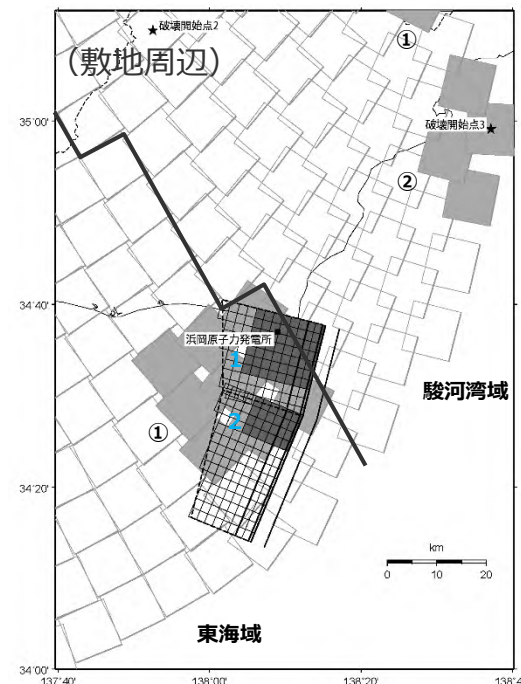 ①
★破壊開始点2
（敷地周辺）
35°00'
破壊開始点3
★
②
34°40'
浜岡原子力発電所
1
駿河湾域
①
2
34°20'
km
0 10 20
東海域
34°00'
137°40'
138°00'
138°20'
138°4